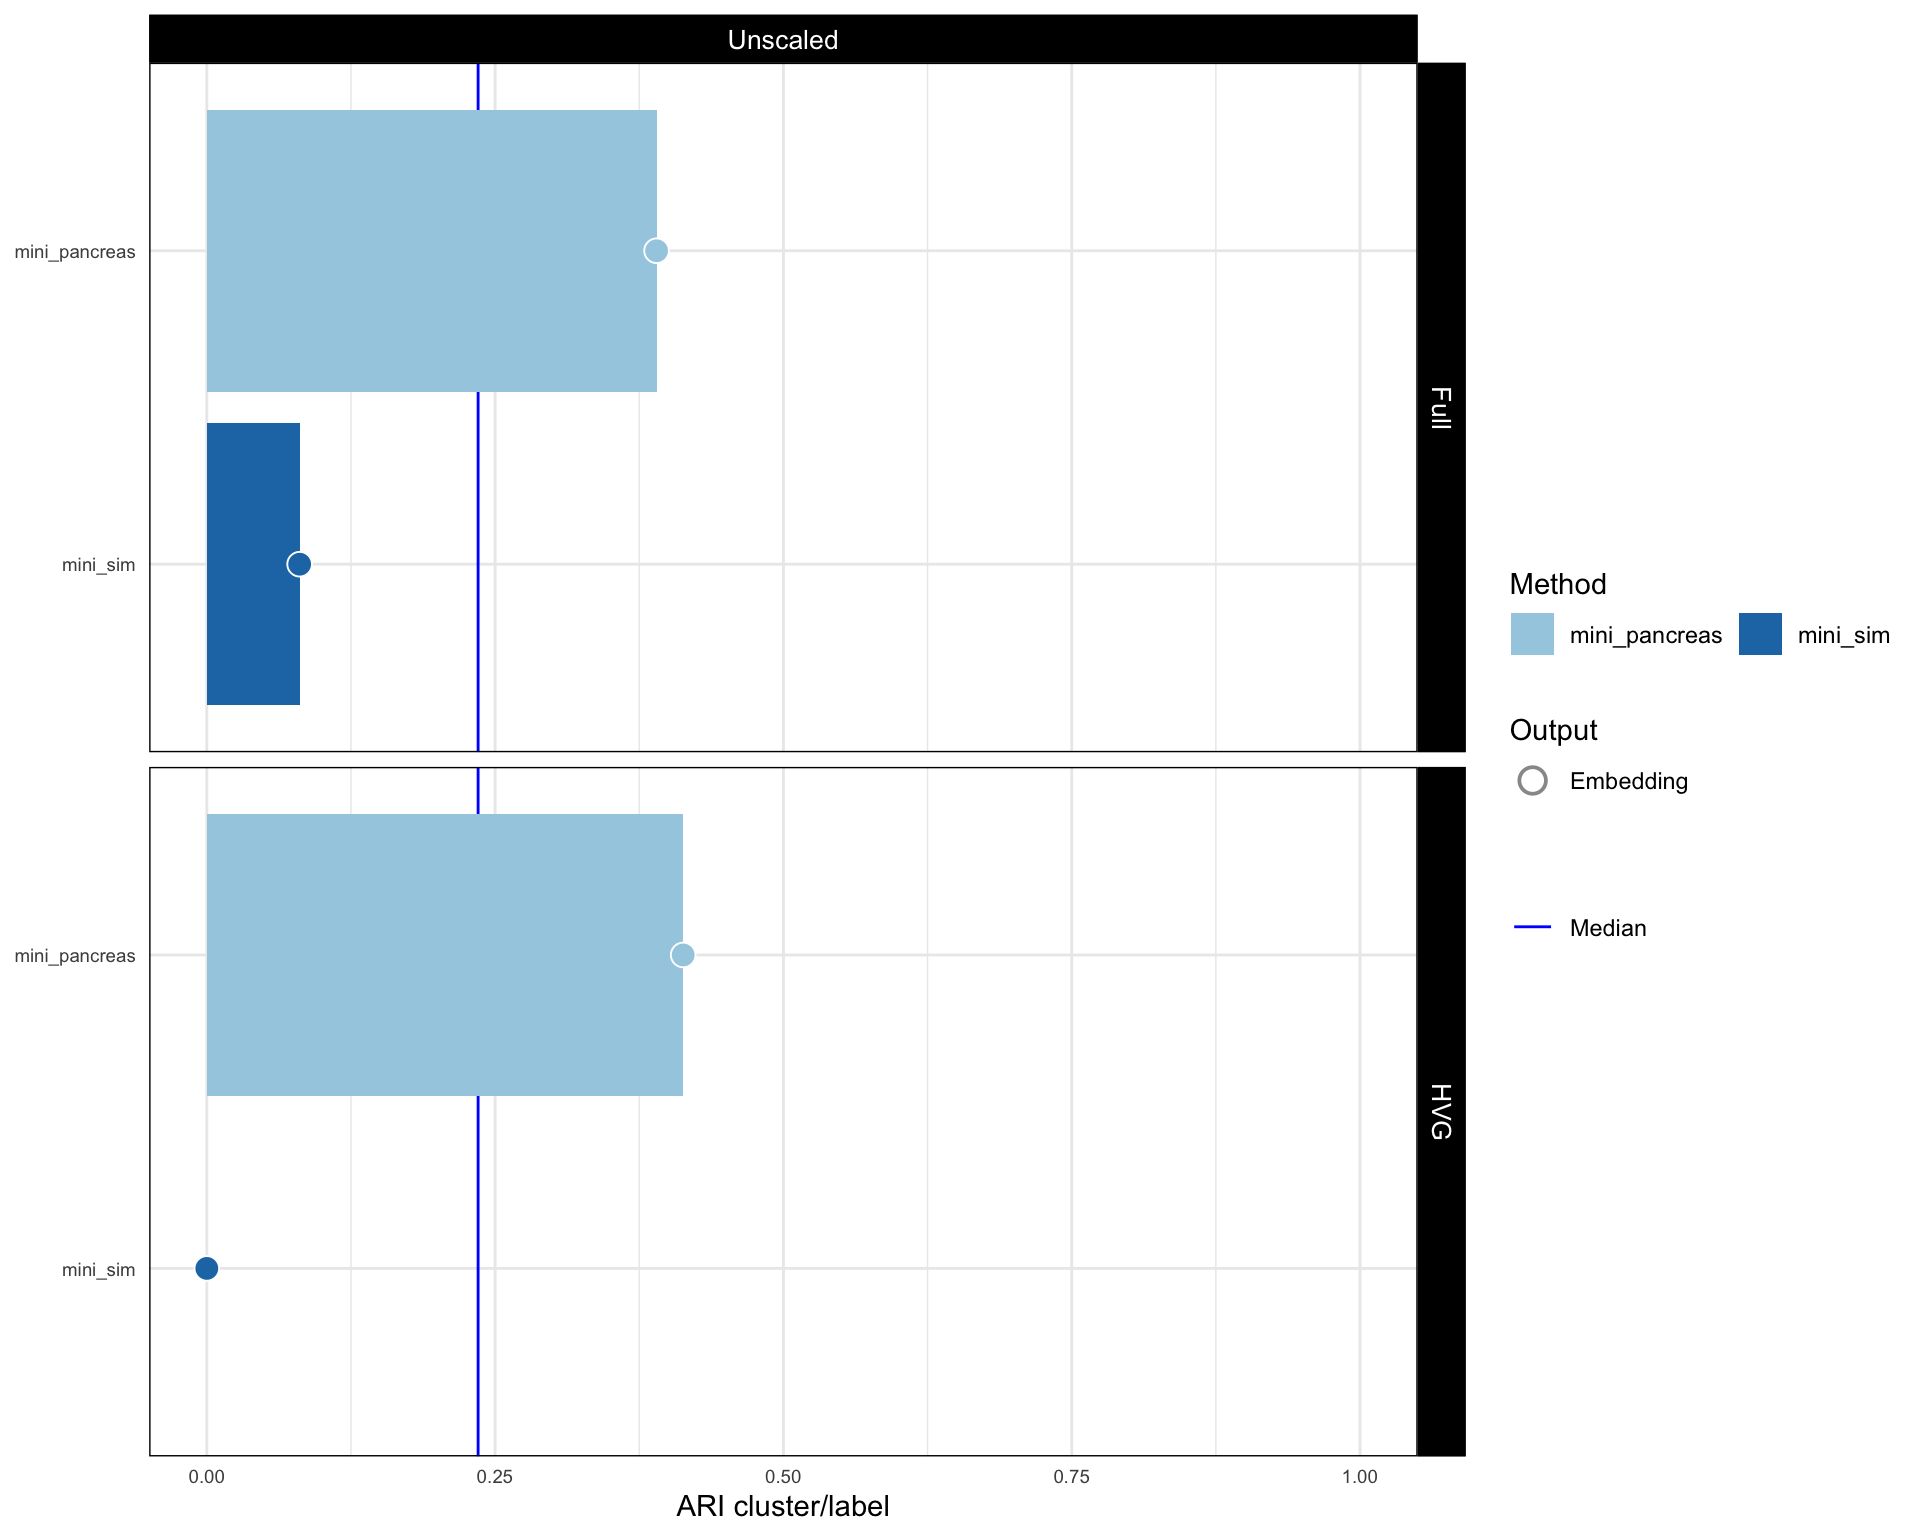 Unscaled
mini_pancreas
mini_sim
Full
mini_pancreas
mini_sim
HVG
0.00 0.25 0.50 0.75 1.00
ARI cluster/label
Method
mini_pancreas mini_sim
Output
Embedding
Median